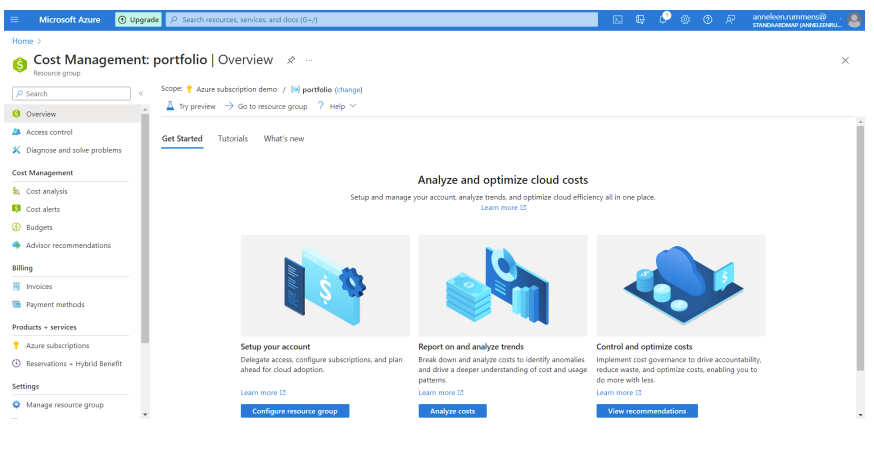 Microsoft Azure
Upgrade
Search resources, services, and docs (G+/)
1
anneleen.rummens@
STANDAARDMAP (ANNELEENRU...
Home >
Cost Management: portfolio | Overview ...
Resource group
Search
«
Overview
Access control
Diagnose and solve problems
Cost Management
Cost analysis
Cost alerts
Budgets
Advisor recommendations
Billing
Invoices
Payment methods
Products + services
Azure subscriptions
Reservations + Hybrid Benefit
Settings
Manage resource group
Scope: Azure subscription demo / portfolio (change)
Try preview Go to resource group ? Help
Get Started Tutorials What's new
Analyze and optimize cloud costs
Setup and manage your account, analyze trends, and optimize cloud efficiency all in one place.
Learn more
Setup your account
Delegate access, configure subscriptions, and plan
ahead for cloud adoption.
Learn more
Configure resource group
Report on and analyze trends
Break down and analyze costs to identify anomalies
and drive a deeper understanding of cost and usage
patterns.
Learn more
Analyze costs
Control and optimize costs
Implement cost governance to drive accountability,
reduce waste, and optimize costs, enabling you to
do more with less.
Learn more
View recommendations